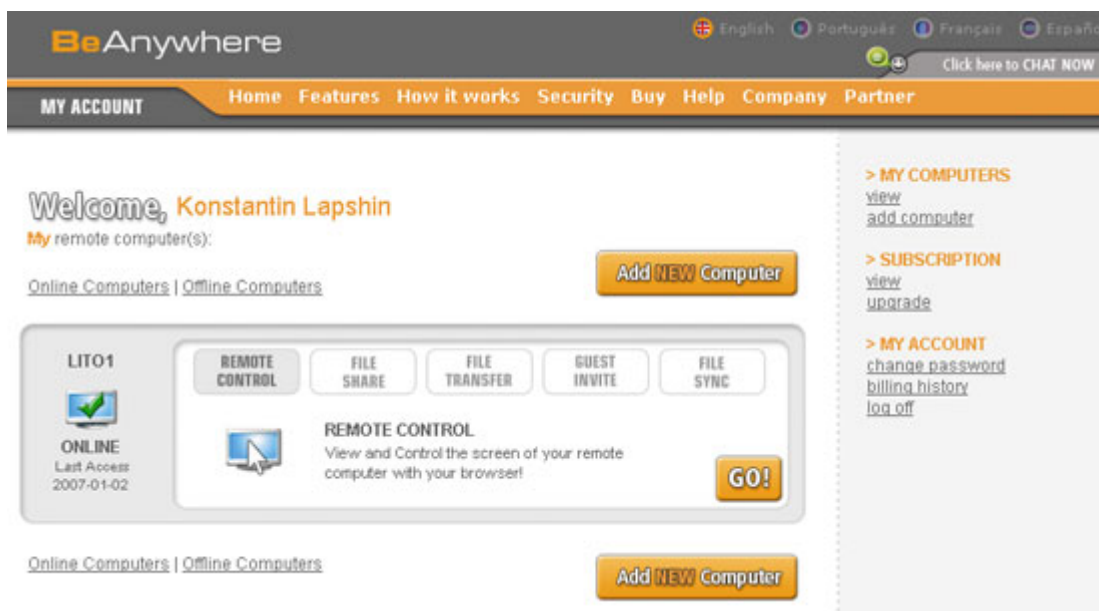 BeAnywhere
English Português Français Españo
Click here to CHAT NOW
MY ACCOUNT
Home Features How it works Security Buy Help Company Partner
Welcome, Konstantin Lapshin
My remote computer(s):
Online Computers | Offline Computers
Add NEW Computer
LITO1
ONLINE
Last Access
2007-01-02
REMOTE CONTROL
FILE SHARE
FILE TRANSFER
GUEST INVITE
FILE SYNC
REMOTE CONTROL
View and Control the screen of your remote
computer with your browser!
GO!
Online Computers | Offline Computers
Add NEW Computer
> MY COMPUTERS
view
add computer
> SUBSCRIPTION
view
upgrade
> MY ACCOUNT
change password
billing history
log off